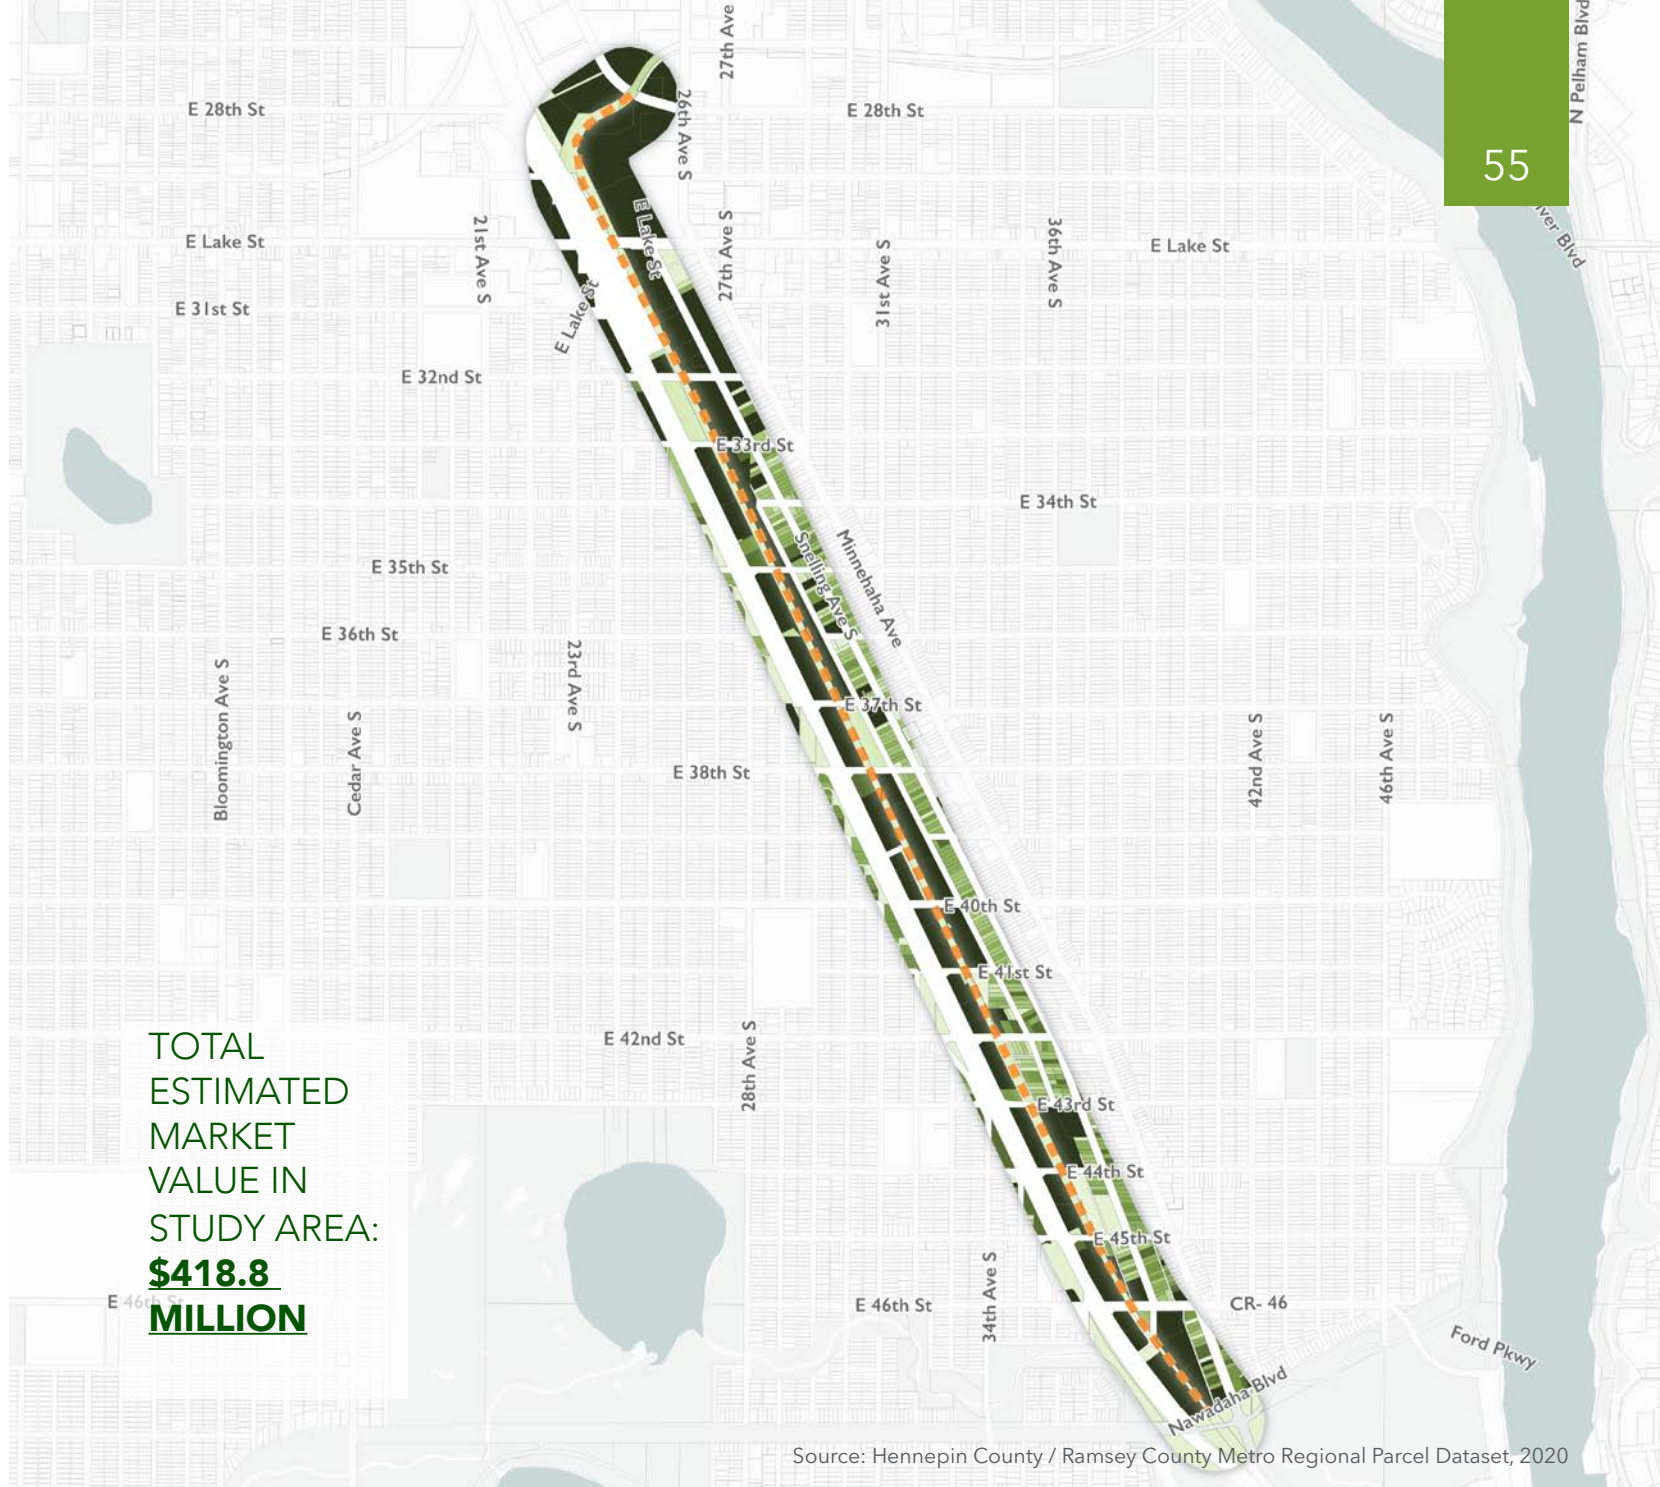 27th Ave
N Pelham Blvd
55
E 28th St
26th Ave S
E 28th St
E Lake St
21st Ave S
E Lake St
27th Ave S
31st Ave S
36th Ave S
E Lake St
E 31st St
E Lake St
E 32nd St
E 33rd St
E 34th St
E 35th St
Snelling Ave S
Minnehaha Ave
E 36th St
Bloomington Ave S
Cedar Ave S
23rd Ave S
E 37th St
42nd Ave S
46th Ave S
E 38th St
E 40th St
E 41st St
E 42nd St
28th Ave S
E 43rd St
E 44th St
E 45th St
TOTAL
ESTIMATED
MARKET
VALUE IN
STUDY AREA:
$418.8
MILLION
E 46th St
34th Ave S
E 46th St
CR- 46
Ford Pkwy
Nawadaha Blvd
Source: Hennepin County / Ramsey County Metro Regional Parcel Dataset, 2020